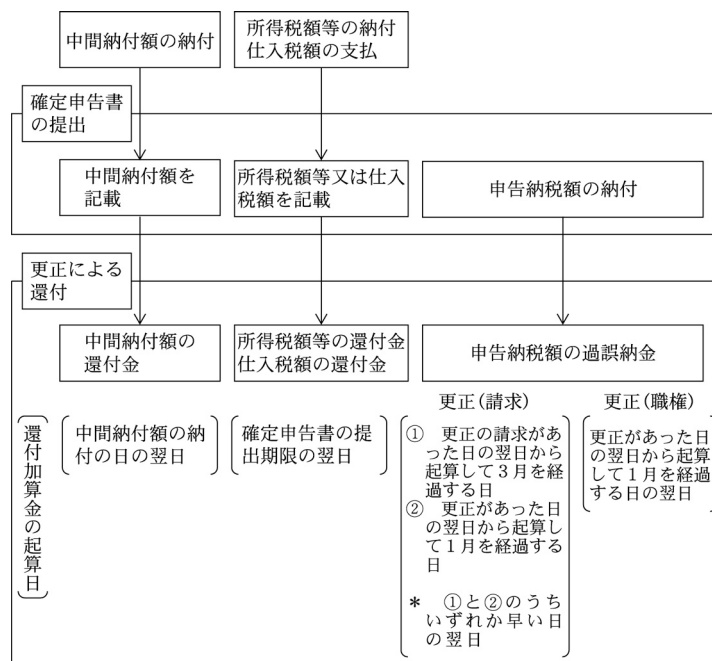 中間納付額の納付
所得税額等の納付
仕入税額の支払
確定申告書
の提出
中間納付額を
記載
所得税額等又は仕入
税額を記載
申告納税額の納付
更正による
還付
中間納付額の
還付金
所得税額等の還付金
仕入税額の還付金
申告納税額の過誤納金
還付加算金の起算日
中間納付額の納
付の日の翌日
確定申告書の提
出期限の翌日
更正(請求)
① 更正の請求があ
った日の翌日から
起算して3月を経
過する日
② 更正があった日
の翌日から起算し
て1月を経過する
日
* ①と②のうち
いずれか早い日
の翌日
更正(職権)
更正があった日
の翌日から起算
して1月を経過
する日の翌日